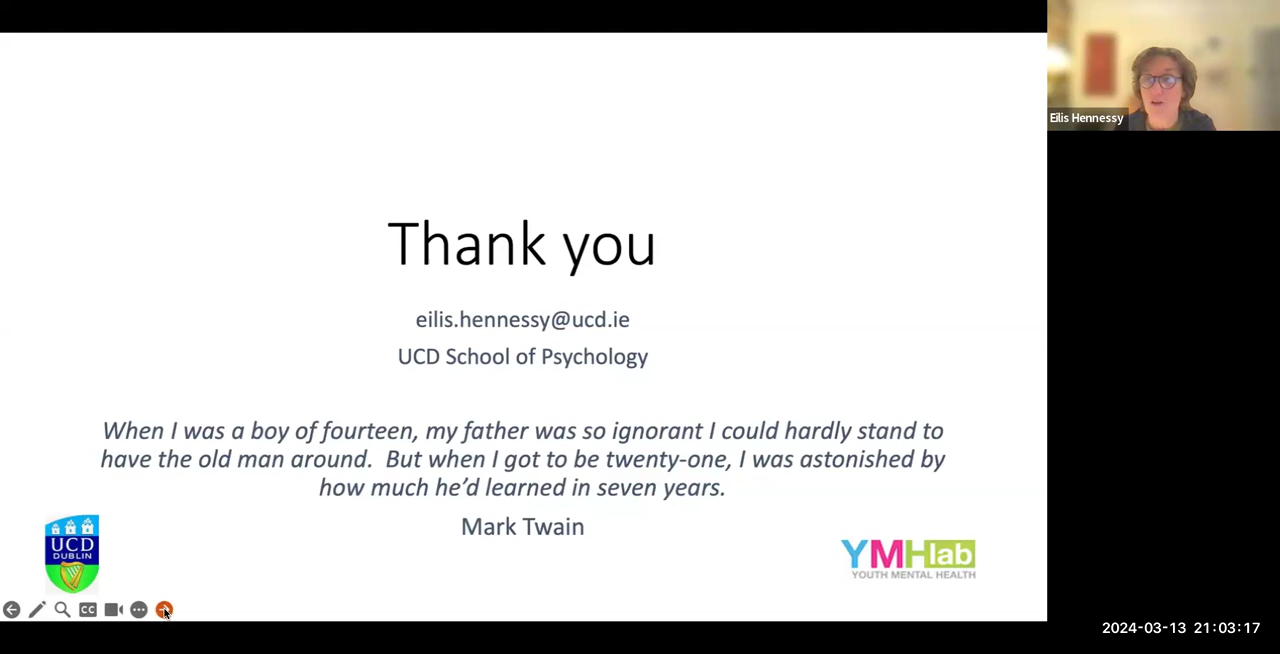 Eilis Hennessy
Thank you
eilis.hennessy@ucd.ie
UCD School of Psychology
When I was a boy of fourteen, my father was so ignorant I could hardly stand to
have the old man around.  But when I got to be twenty-one, I was astonished by
how much he’d learned in seven years.
Mark Twain
UCD
DUBLIN
YMHlab
YOUTH MENTAL HEALTH
CC
2024-03-13 21:03:17